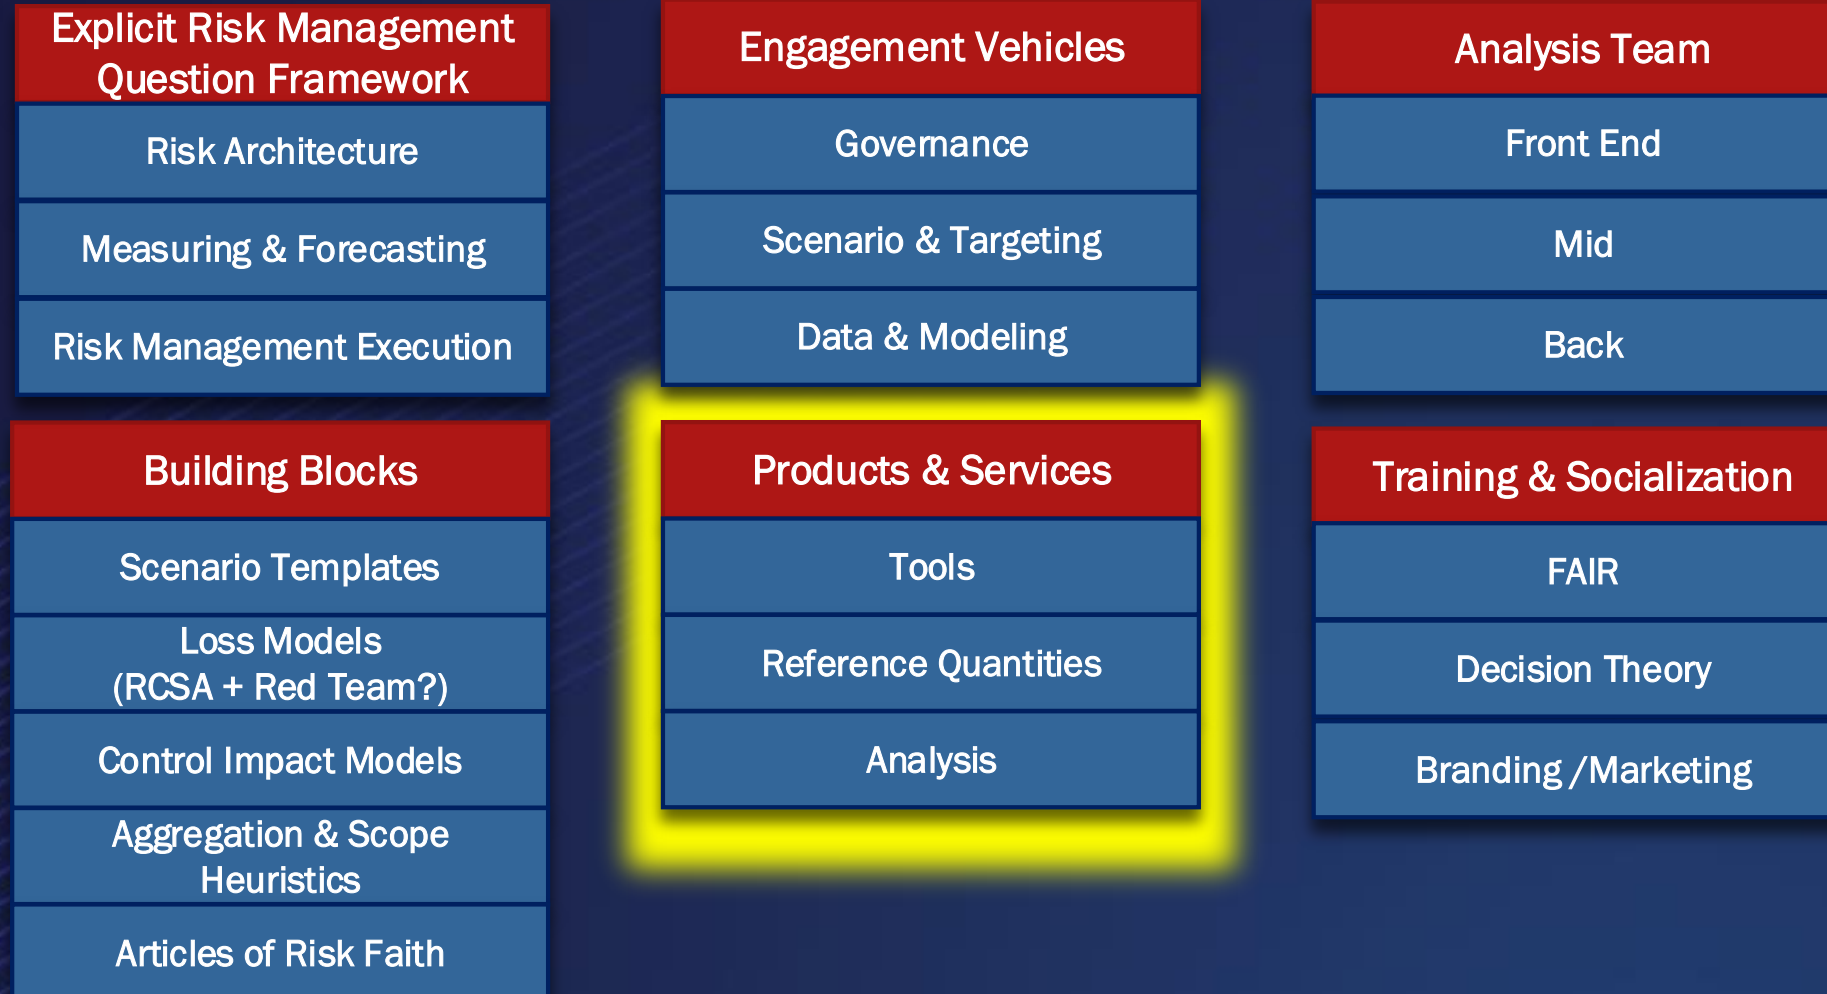 Explicit Risk Management
Question Framework
Risk Architecture
Measuring & Forecasting
Risk Management Execution
Engagement Vehicles
Governance
Scenario & Targeting
Data & Modeling
Analysis Team
Front End
Mid
Back
Building Blocks
Scenario Templates
Loss Models
(RCSA + Red Team?)
Control Impact Models
Aggregation & Scope
Heuristics
Articles of Risk Faith
Products & Services
Tools
Reference Quantities
Analysis
Training & Socialization
FAIR
Decision Theory
Branding /Marketing